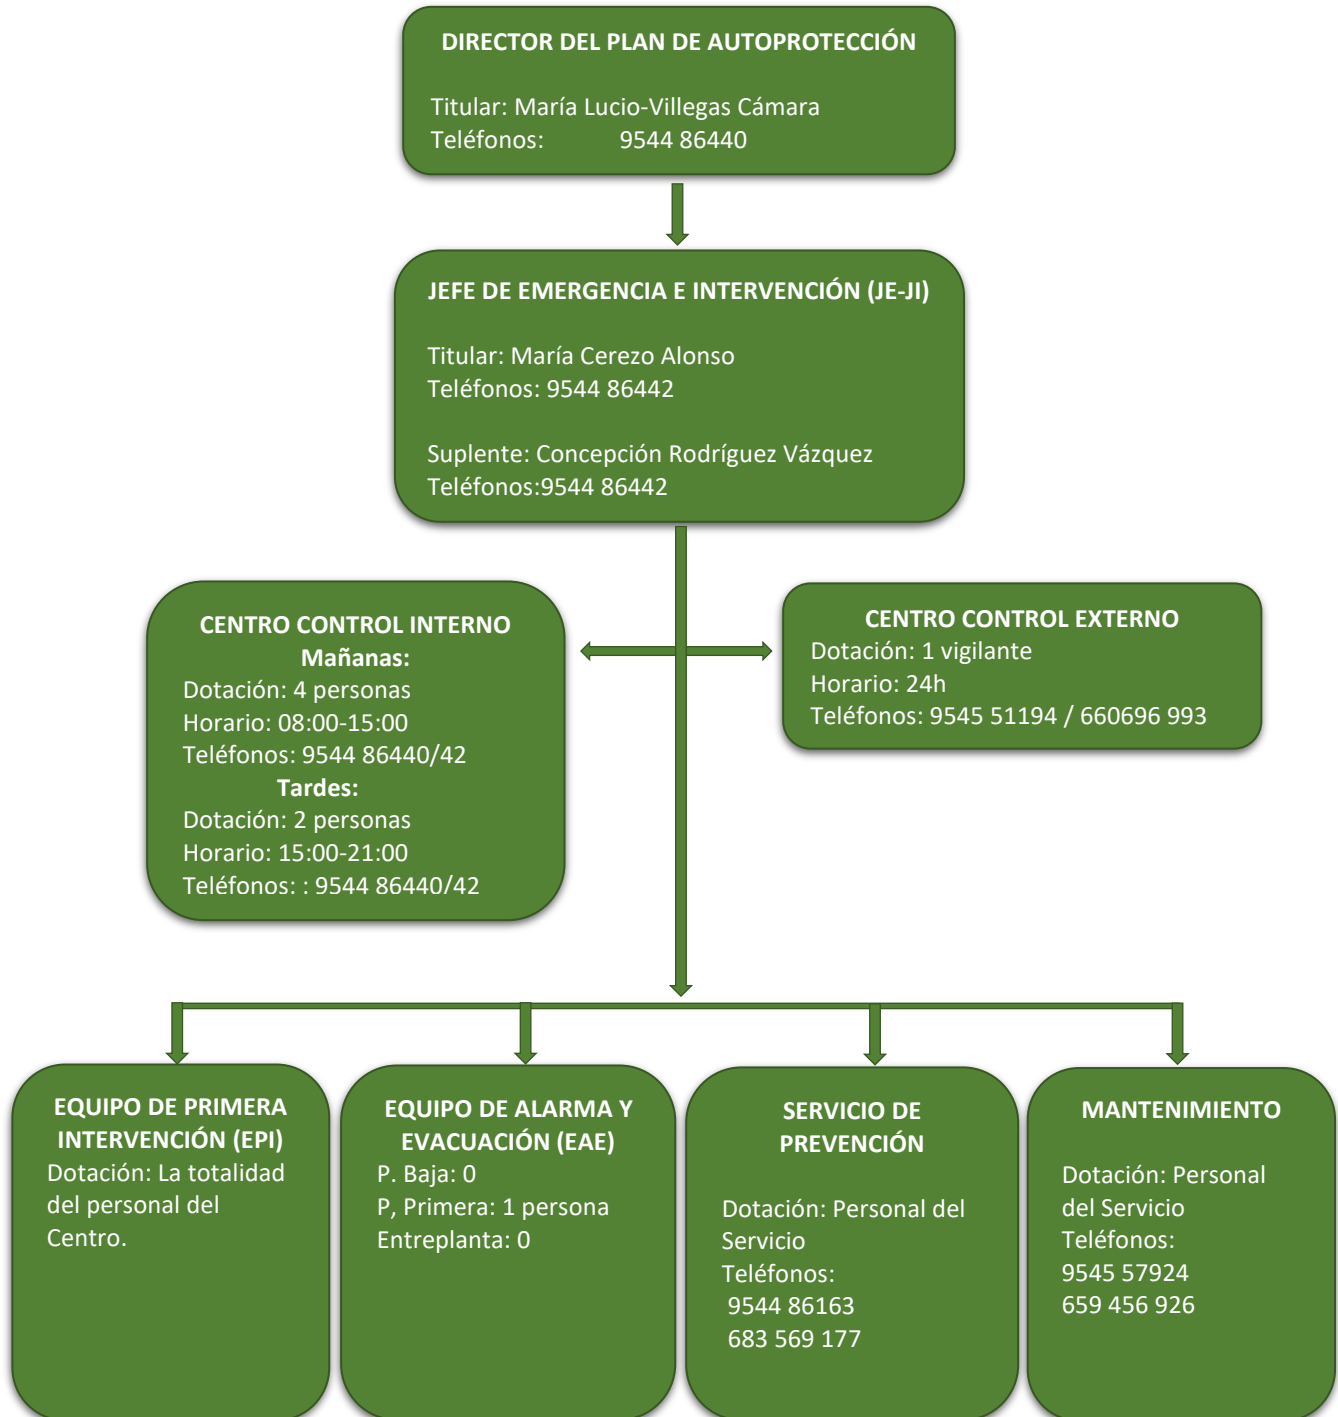 DIRECTOR DEL PLAN DE AUTOPROTECCIÓN
Titular: María Lucio-Villegas Cámara
Teléfonos: 9544 86440
JEFE DE EMERGENCIA E INTERVENCIÓN (JE-JI)
Titular: María Cerezo Alonso
Teléfonos: 9544 86442
Suplente: Concepción Rodríguez Vázquez
Teléfonos:9544 86442
CENTRO CONTROL INTERNO
Mañanas:
Dotación: 4 personas
Horario: 08:00-15:00
Teléfonos: 9544 86440/42
Tardes:
Dotación: 2 personas
Horario: 15:00-21:00
Teléfonos: : 9544 86440/42
CENTRO CONTROL EXTERNO
Dotación: 1 vigilante
Horario: 24h
Teléfonos: 9545 51194 / 660696 993
EQUIPO DE PRIMERA
INTERVENCIÓN (EPI)
Dotación: La totalidad
del personal del
Centro.
EQUIPO DE ALARMA Y
EVACUACIÓN (EAE)
P. Baja: 0
P, Primera: 1 persona
Entreplanta: 0
SERVICIO DE
PREVENCIÓN
Dotación: Personal del
Servicio
Teléfonos:
9544 86163
683 569 177
MANTENIMIENTO
Dotación: Personal
del Servicio
Teléfonos:
9545 57924
659 456 926